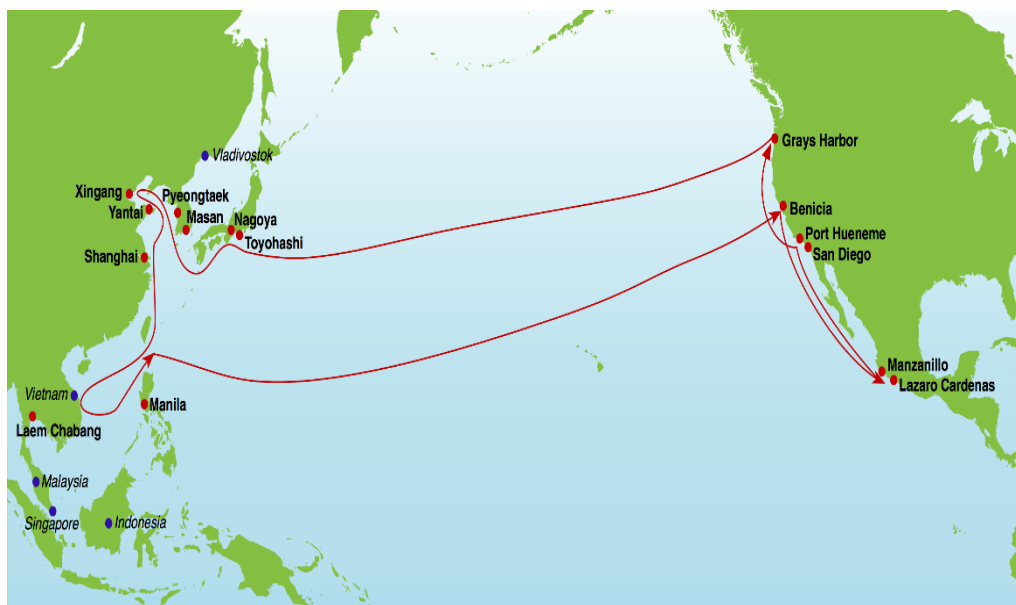 Grays Harbor
Vladivostok
Xingang
Pyeongtaek
Benicia
Yantai
Masan
Nagoya
Toyohashi
Port Hueneme
San Diego
Shanghai
Manzanillo
Lazaro Cardenas
Vietnam
Manila
Laem Chabang
Malaysia
Singapore
Indonesia